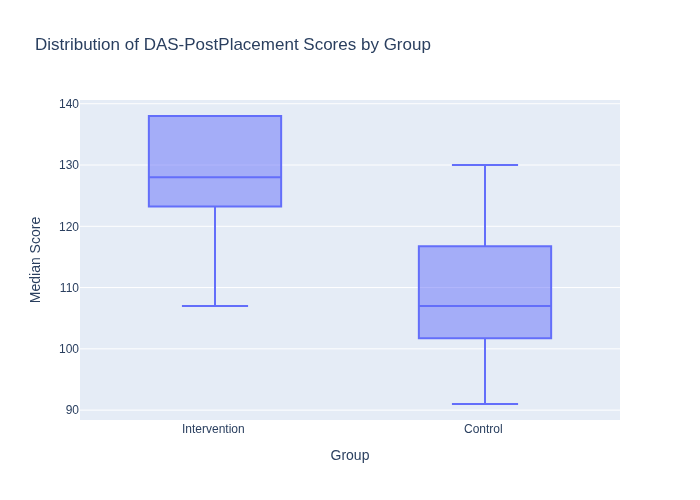 Distribution of DAS-PostPlacement Scores by Group
140
130
120
110
100
90
Median Score
Intervention
Control
Group